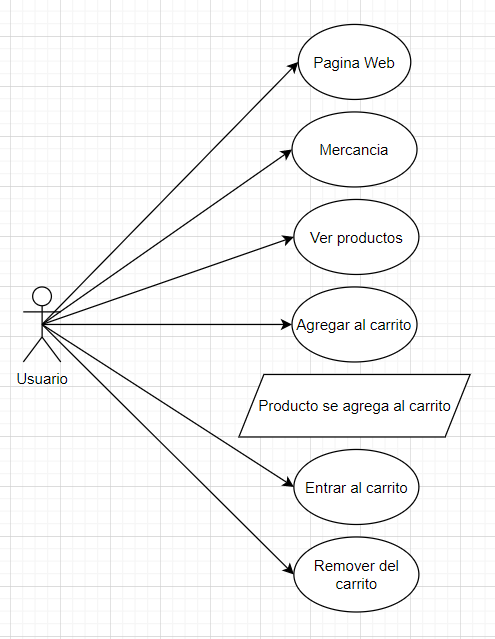 Pagina Web
Mercancia
Ver productos
Agregar al carrito
Usuario
Producto se agrega al carrito
Entrar al carrito
Remover del
carrito